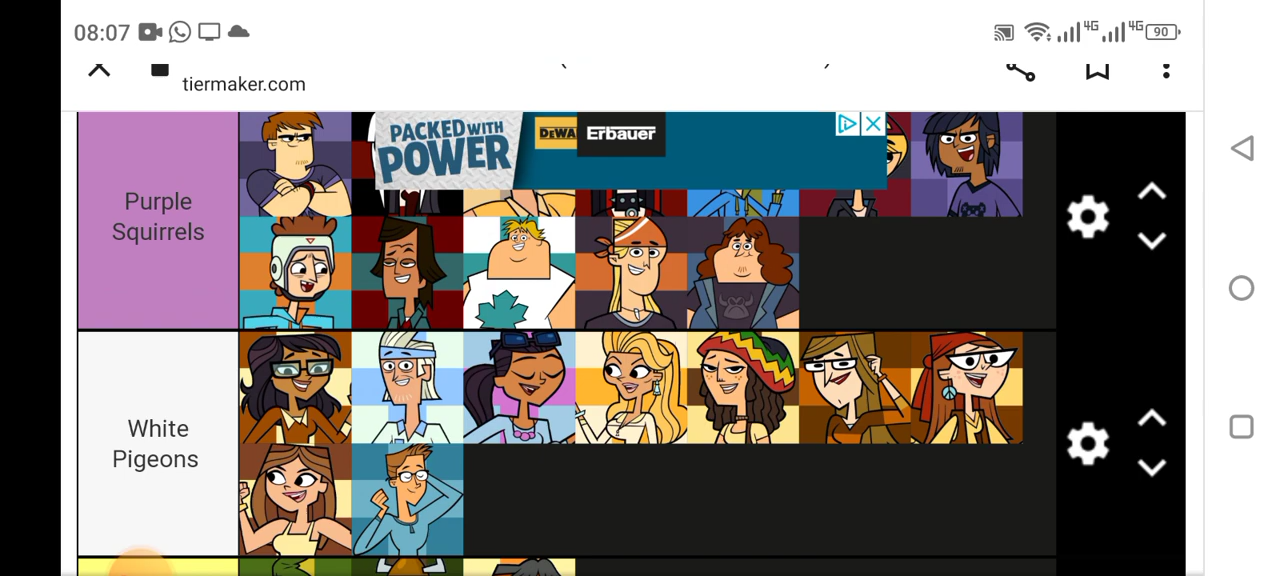 08:07
4G
4G
90
tiermaker.com
PACKED WITH
POWER
DEWA
Erbauer
Purple
Squirrels
White
Pigeons